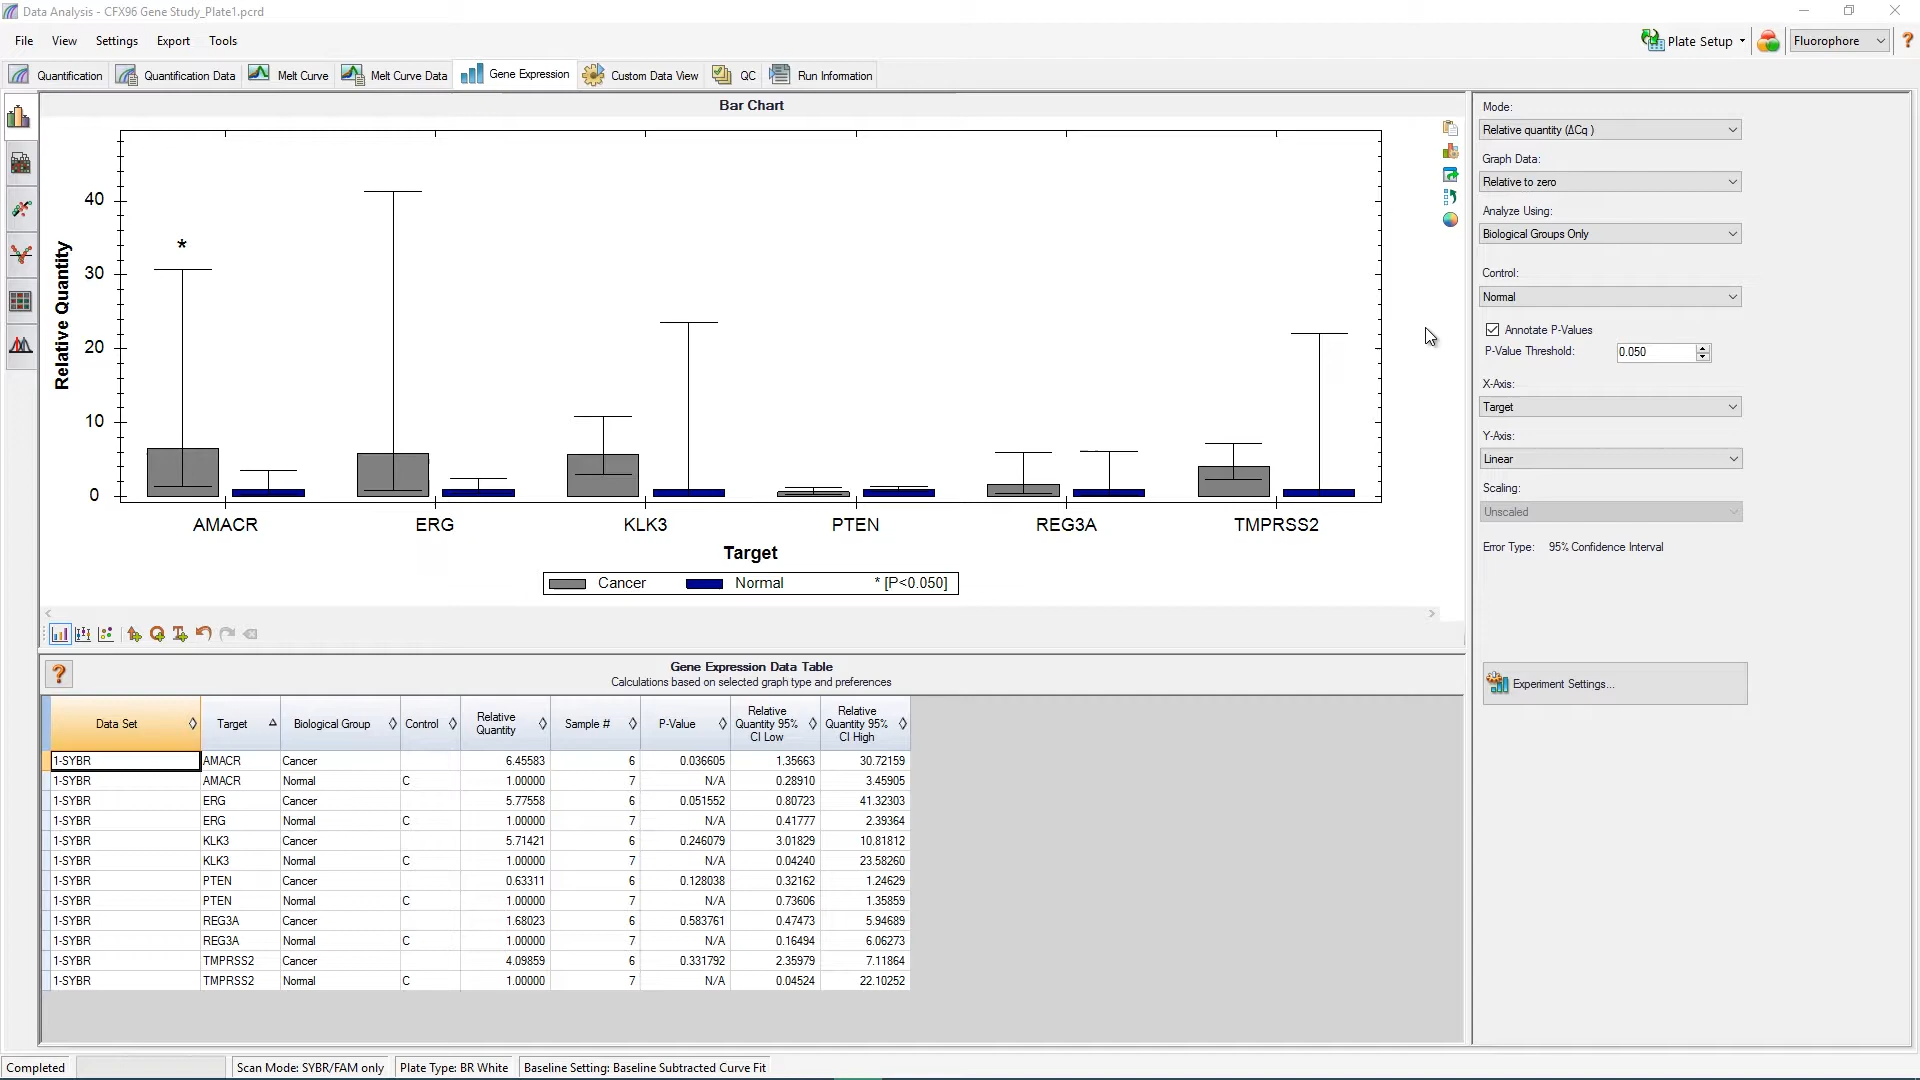 Data Analysis - CFX96 Gene Study_Plate1.pcrd
File View Settings Export Tools
Plate Setup
Fluorophore
?
Quantification Quantification Data Melt Curve Melt Curve Data Gene Expression Custom Data View QC Run Information
Bar Chart
Relative Quantity
40
30
20
10
0
*
AMACR ERG KLK3 PTEN REG3A TMPRSS2
Target
Cancer Normal * [P<0.050]
Mode:
Relative quantity (ΔCq )
Graph Data:
Relative to zero
Analyze Using:
Biological Groups Only
Control:
Normal
Annotate P-Values
P-Value Threshold: 0.050
X-Axis:
Target
Y-Axis:
Linear
Scaling:
Unscaled
Error Type: 95% Confidence Interval
Experiment Settings...
?
Gene Expression Data Table
Calculations based on selected graph type and preferences
Data Set Target Biological Group Control Relative Quantity Sample # P-Value Relative Quantity 95% CI Low Relative Quantity 95% CI High
1-SYBR AMACR Cancer 6.45583 6 0.036605 1.35663 30.72159
1-SYBR AMACR Normal C 1.00000 7 N/A 0.28910 3.45905
1-SYBR ERG Cancer 5.77558 6 0.051552 0.80723 41.32303
1-SYBR ERG Normal C 1.00000 7 N/A 0.41777 2.39364
1-SYBR KLK3 Cancer 5.71421 6 0.246079 3.01829 10.81812
1-SYBR KLK3 Normal C 1.00000 7 N/A 0.04240 23.58260
1-SYBR PTEN Cancer 0.63311 6 0.128038 0.32162 1.24629
1-SYBR PTEN Normal C 1.00000 7 N/A 0.73606 1.35859
1-SYBR REG3A Cancer 1.68023 6 0.583761 0.47473 5.94689
1-SYBR REG3A Normal C 1.00000 7 N/A 0.16494 6.06273
1-SYBR TMPRSS2 Cancer 4.09859 6 0.331792 2.35979 7.11864
1-SYBR TMPRSS2 Normal C 1.00000 7 N/A 0.04524 22.10252
Completed
Scan Mode: SYBR/FAM only
Plate Type: BR White
Baseline Setting: Baseline Subtracted Curve Fit